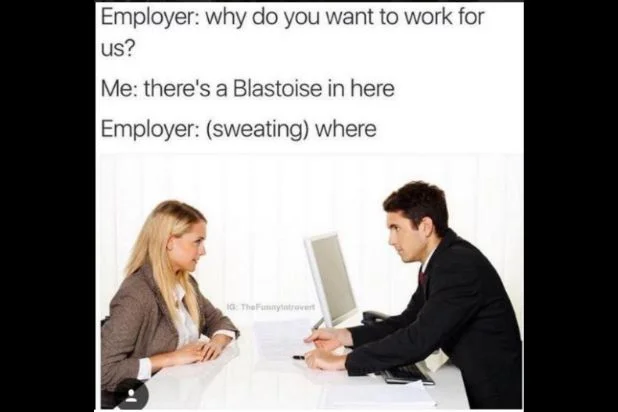 Employer: why do you want to work for
us?
Me: there's a Blastoise in here
Employer: (sweating) where
IG: TheFunnyIntrovert